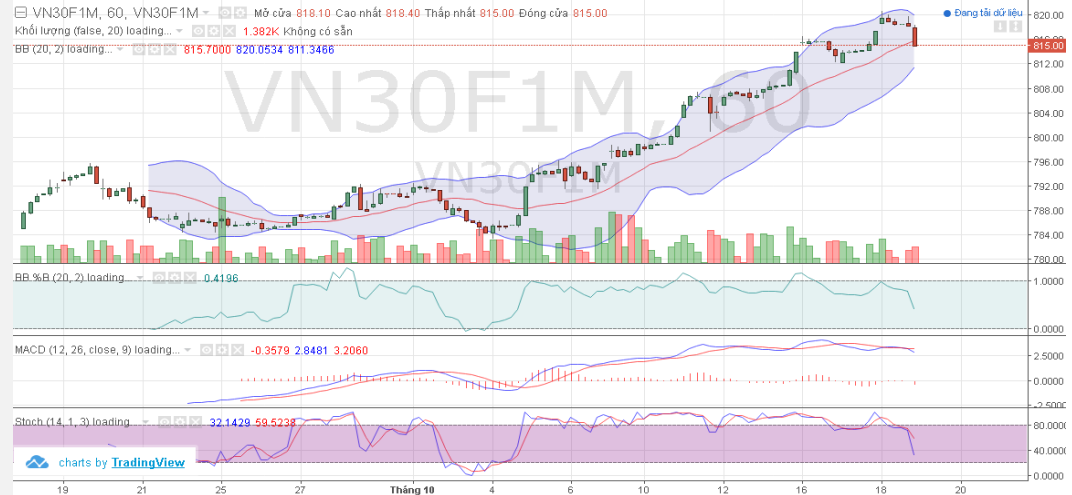 VN30F1M, 60, VN30F1M Mở cửa 818.10 Cao nhất 818.40 Thấp nhất 815.00 Đóng cửa 815.00
Đang tải dữ liệu
Khối lượng (false, 20) loading... 1.382K Không có sẵn
BB (20, 2) loading... 815.7000 820.0534 811.3466
VN30F1M, 60
VN30F1M
820.00
815.00
812.00
808.00
804.00
800.00
796.00
792.00
788.00
784.00
780.00
BB %B (20, 2) loading... 0.4196
1.0000
0.0000
MACD (12, 26, close, 9) loading... -0.3579 2.8481 3.2060
2.5000
0.0000
-2.5000
Stoch (14, 1, 3) loading... 32.1429 59.5238
80.0000
40.0000
0.0000
charts by TradingView
19 21 25 27 Tháng 10 4 6 10 12 16 18 20